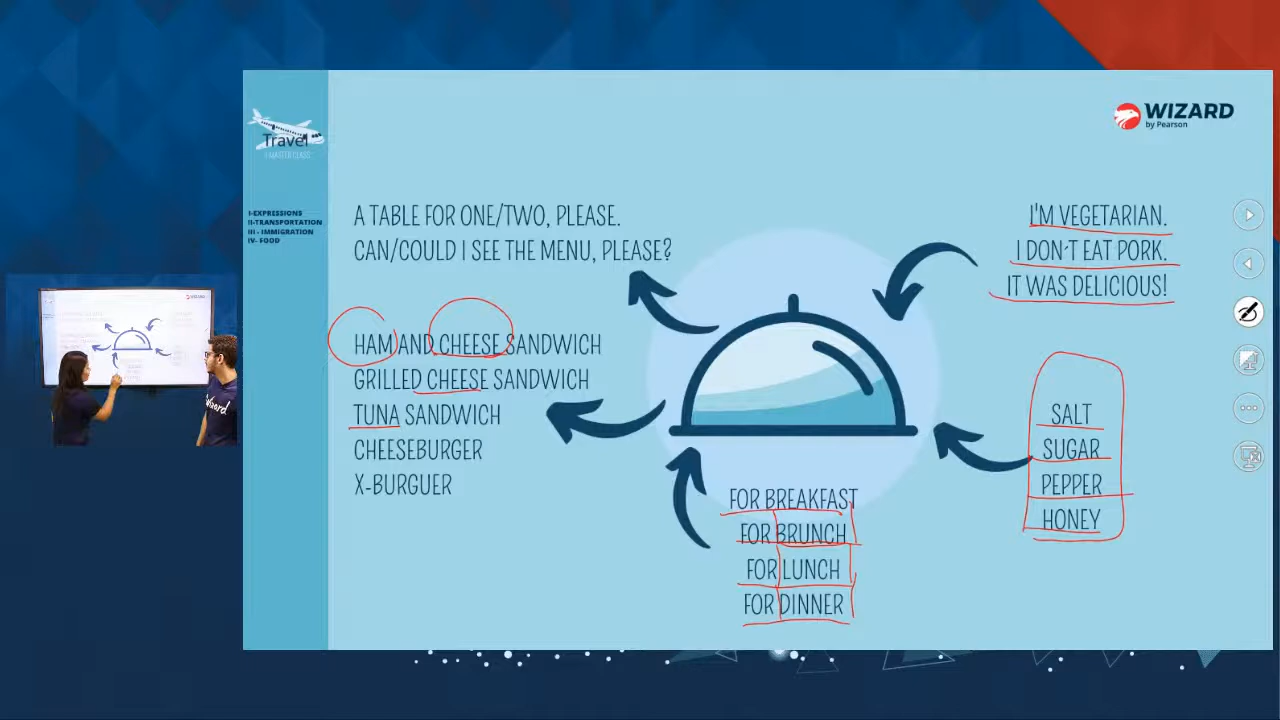 Travel
MASTER CLASS
I-EXPRESSIONS
II-TRANSPORTATION
III - IMMIGRATION
IV- FOOD
WIZARD
by Pearson
A TABLE FOR ONE/TWO, PLEASE.
CAN/COULD I SEE THE MENU, PLEASE?
I'M VEGETARIAN.
I DON´T EAT PORK.
IT WAS DELICIOUS!
HAM AND CHEESE SANDWICH
GRILLED CHEESE SANDWICH
TUNA SANDWICH
CHEESEBURGER
X-BURGUER
SALT
SUGAR
PEPPER
HONEY
FOR BREAKFAST
FOR BRUNCH
FOR LUNCH
FOR DINNER